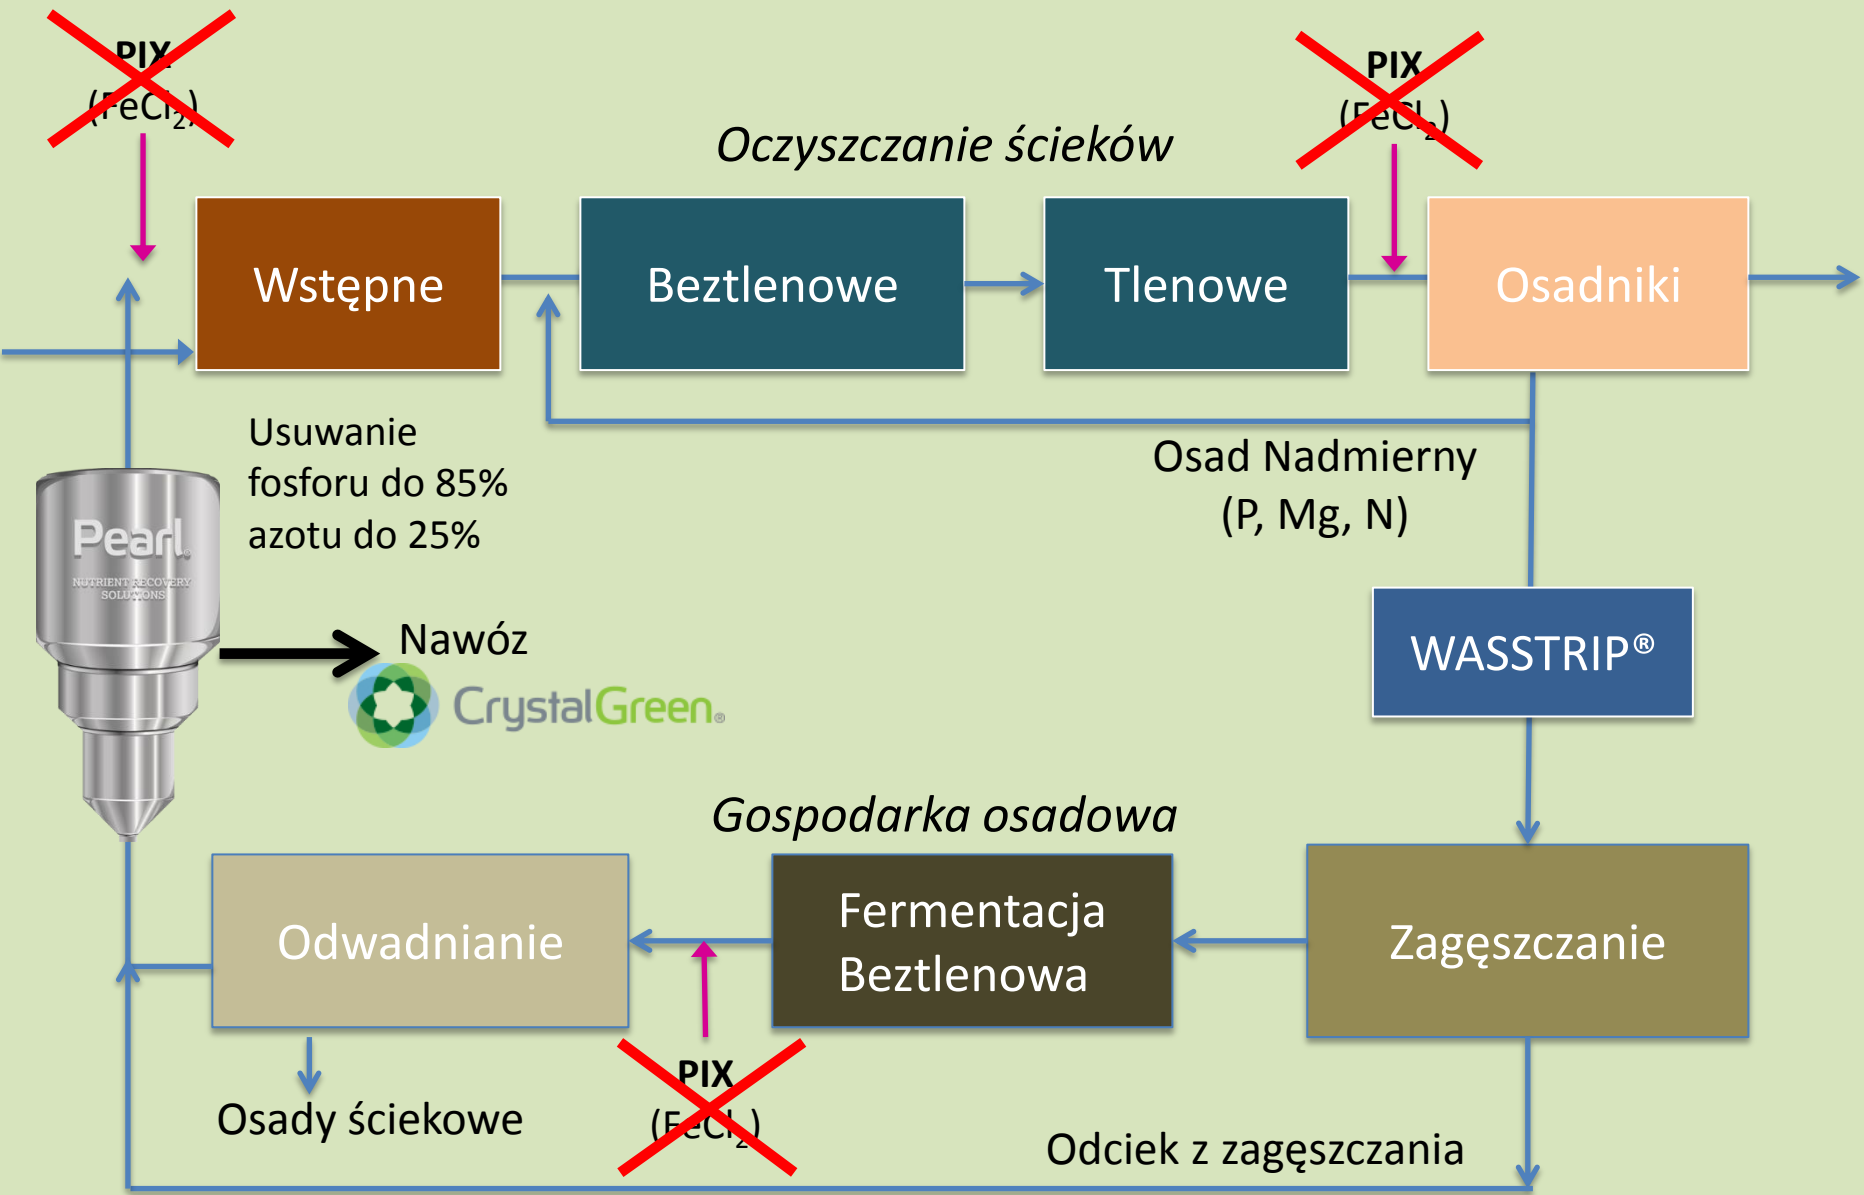 PIX
(FeCl₂)
PIX
(FeCl₂)
Oczyszczanie ścieków
Wstępne
Beztlenowe
Tlenowe
Osadniki
Usuwanie
fosforu do 85%
azotu do 25%
Osad Nadmierny
(P, Mg, N)
Pearl®
NUTRIENT RECOVERY
SOLUTIONS
Nawóz
CrystalGreen®
WASSTRIP®
Gospodarka osadowa
Odwadnianie
Fermentacja
Beztlenowa
Zagęszczanie
PIX
(FeCl₂)
Osady ściekowe
Odciek z zagęszczania